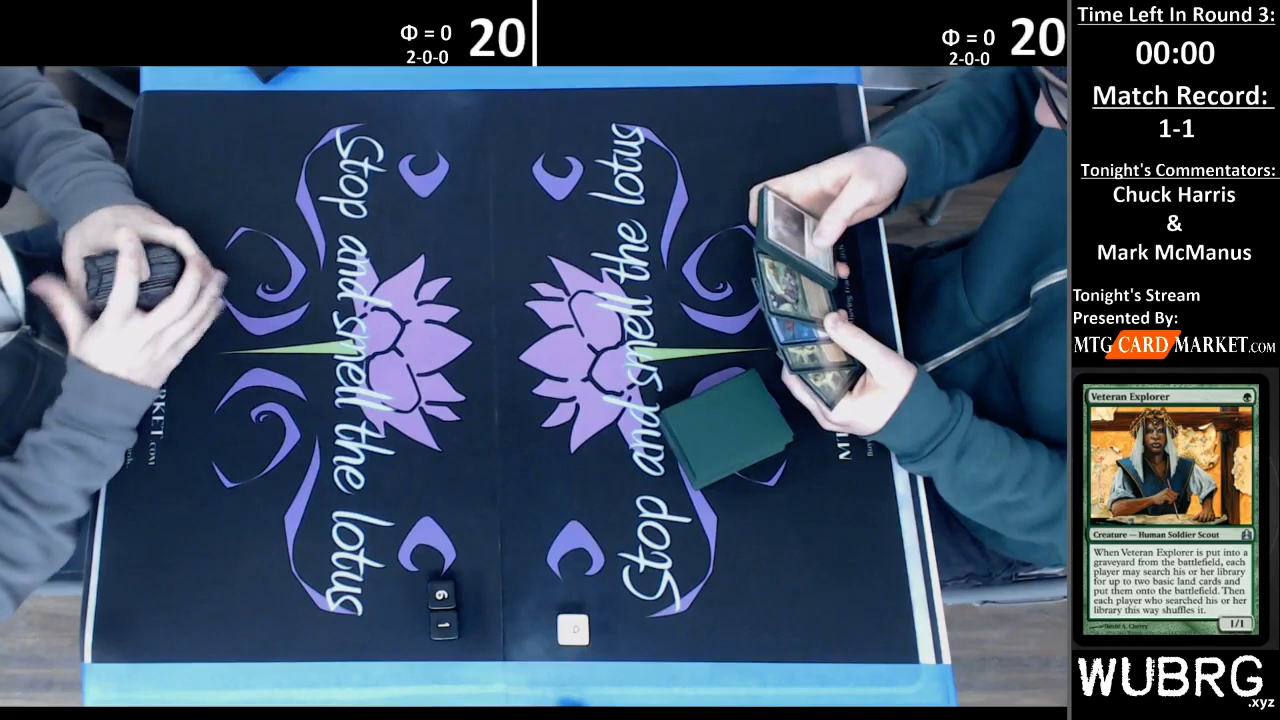 Φ = 0
2-0-0
20
Φ = 0
2-0-0
20
Time Left In Round 3:
00:00
Match Record:
1-1
Tonight's Commentators:
Chuck Harris
&
Mark McManus
Tonight's Stream
Presented By:
MTG CARD MARKET.COM
Veteran Explorer
Creature — Human Soldier Scout
When Veteran Explorer is put into a
graveyard from the battlefield, each
player may search his or her library
for up to two basic land cards and
put them onto the battlefield. Then
each player who searched his or her
library this way shuffles it.
1/1
WUBRG
.xyz
Stop and smell the lotus
Stop and smell the lotus
6
1